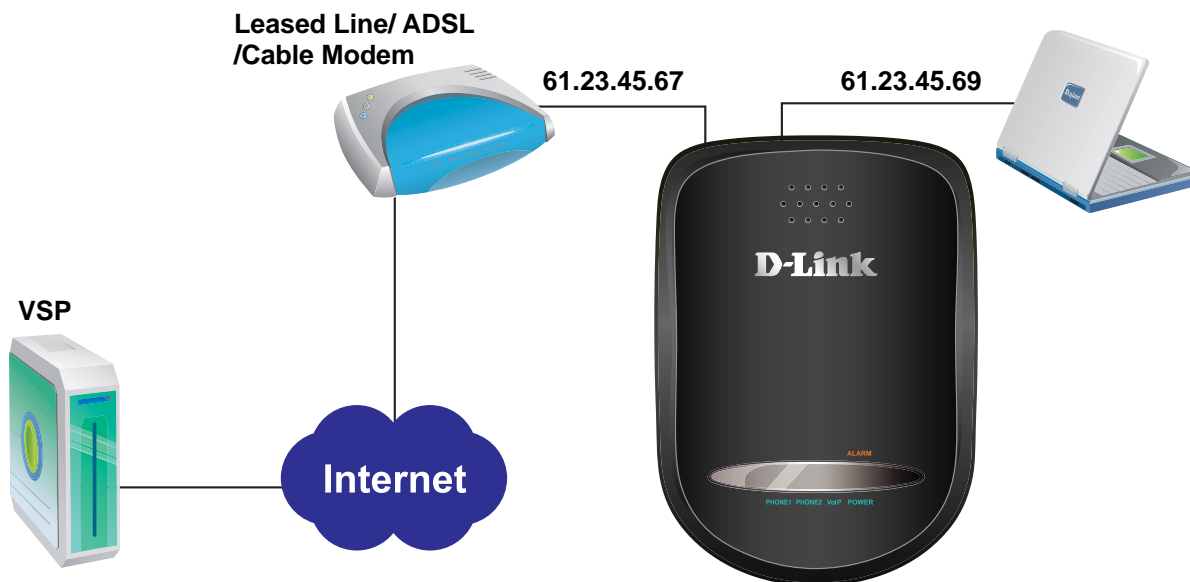 Leased Line/ ADSL
/Cable Modem
61.23.45.67
61.23.45.69
D-Link
D-Link
VSP
Internet
ALARM
PHONE1 PHONE2 VoIP POWER